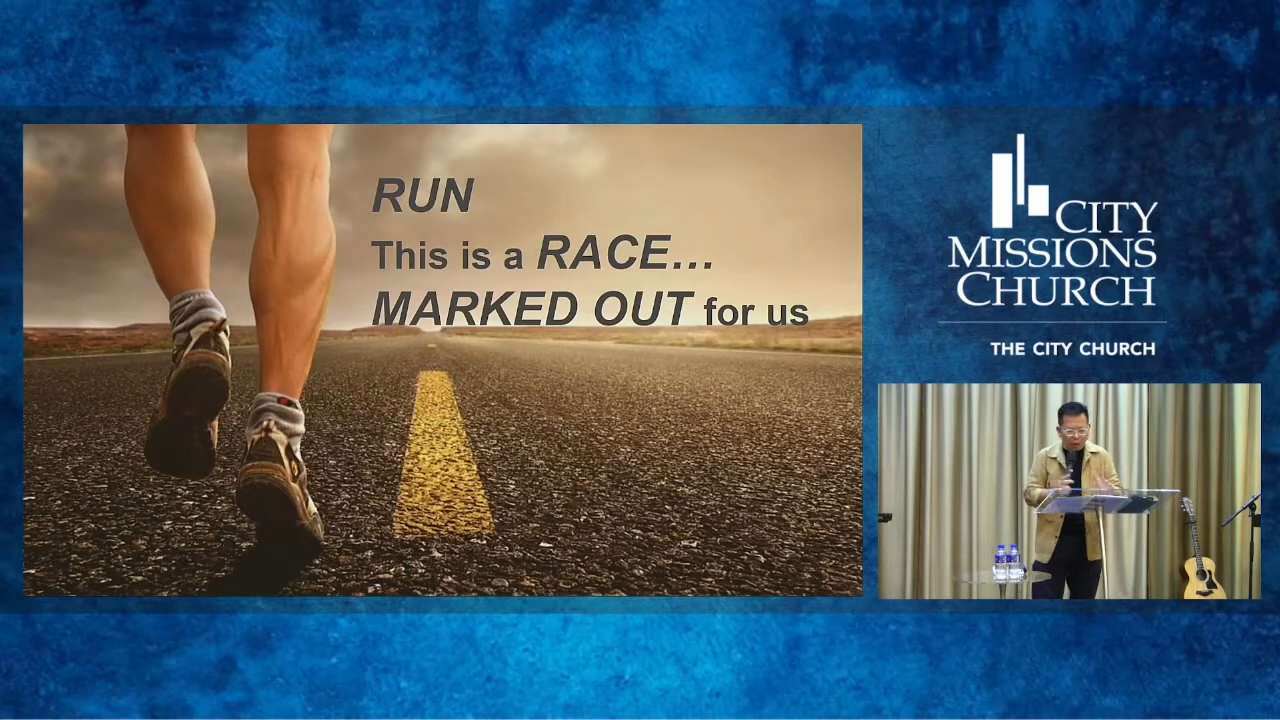 RUN
This is a RACE...
MARKED OUT for us
CITY
MISSIONS
CHURCH
THE CITY CHURCH